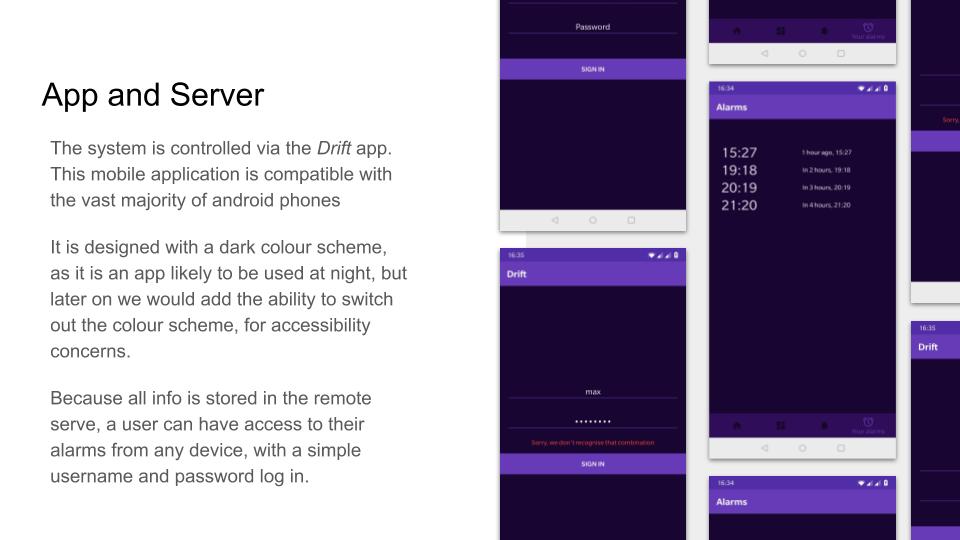 App and Server
The system is controlled via the Drift app.
This mobile application is compatible with
the vast majority of android phones
It is designed with a dark colour scheme,
as it is an app likely to be used at night, but
later on we would add the ability to switch
out the colour scheme, for accessibility
concerns.
Because all info is stored in the remote
serve, a user can have access to their
alarms from any device, with a simple
username and password log in.
Password
SIGN IN
16:35
Drift
max
Sorry, we don't recognise that combination
SIGN IN
Your alarms
16:34
Alarms
15:27 1 hour ago, 15:27
19:18 In 2 hours, 19:18
20:19 In 3 hours, 20:19
21:20 In 4 hours, 21:20
Your alarms
16:34
Alarms
Sorry,
16:35
Drift